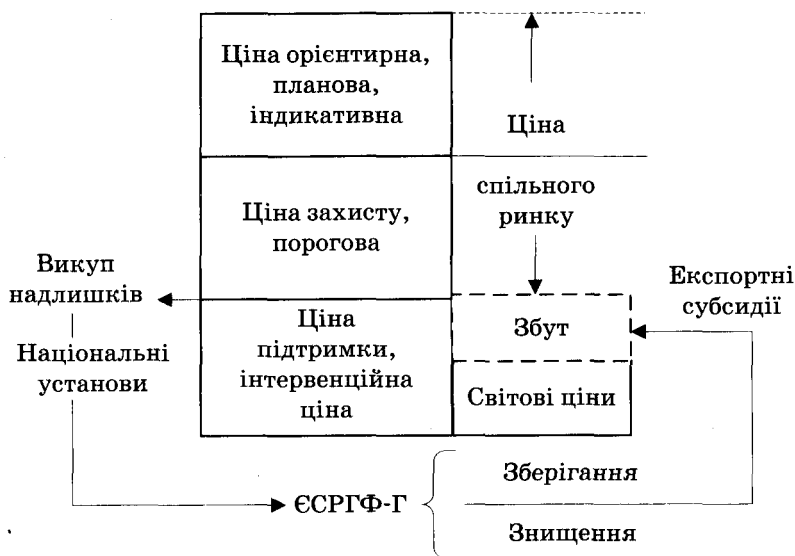 Ціна орієнтирна,
планова,
індикативна
Ціна
Ціна захисту,
порогова
спільного
ринку
Викуп
надлишків
Експортні
субсидії
Ціна
підтримки,
інтервенційна
ціна
Збут
Національні
установи
Світові ціни
ЄСРГФ-Г
Зберігання
Знищення